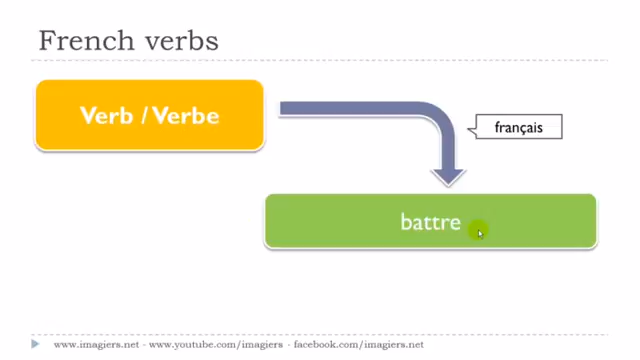 French verbs
Verb / Verbe
français
battre
www.imagiers.net - www.youtube.com/imagiers - facebook.com/imagiers.net